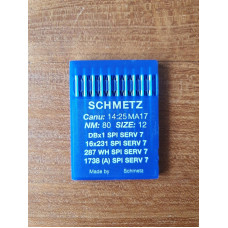 SCHMETZ
Canu: 14:25 MA17
NM: 80 SIZE: 12
DBx1 SPI SERV 7
16x231 SPI SERV 7
287 WH SPI SERV 7
1738 (A) SPI SERV 7
Made by Schmetz